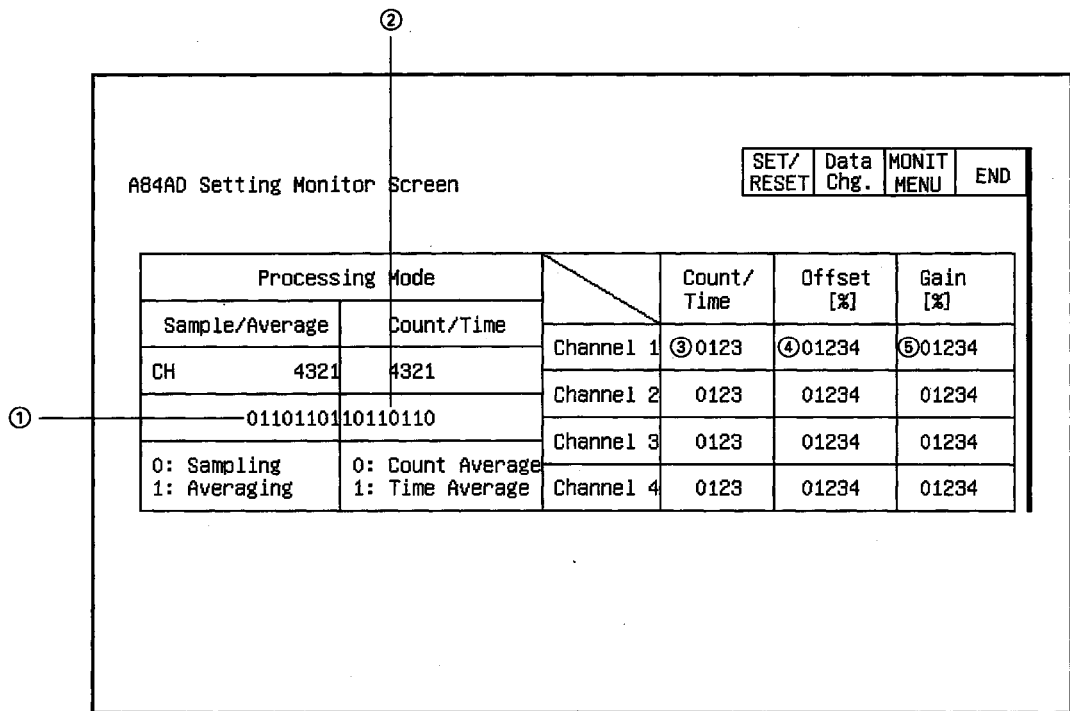 ②
A84AD Setting Monitor Screen
SET/ RESET
Data Chg.
MONIT MENU
END
Processing Mode
Count/ Time
Offset [%]
Gain [%]
Sample/Average
Count/Time
Channel 1 ③0123 ④01234 ⑤01234
CH 4321 4321
Channel 2 0123 01234 01234
① 0110110110110110
Channel 3 0123 01234 01234
0: Sampling
1: Averaging
0: Count Average
1: Time Average
Channel 4 0123 01234 01234